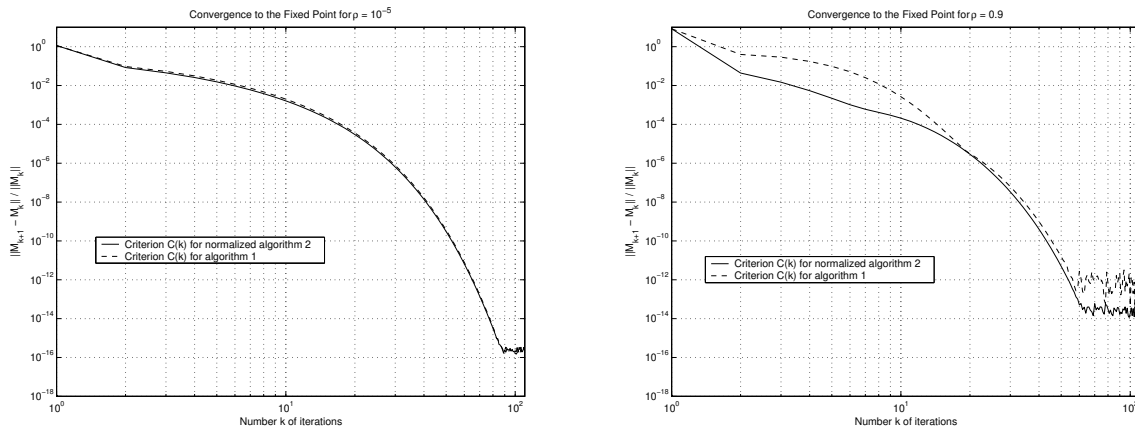 Convergence to the Fixed Point for ρ = 10⁻⁵
10⁰
10⁻²
10⁻⁴
10⁻⁶
10⁻⁸
10⁻¹⁰
10⁻¹²
10⁻¹⁴
10⁻¹⁶
10⁻¹⁸
||M_{k+1} − M_k|| / ||M_k||
Criterion C(k) for normalized algorithm 2
Criterion C(k) for algorithm 1
10⁰
10¹
10²
Number k of iterations
Convergence to the Fixed Point for ρ = 0.9
10⁰
10⁻²
10⁻⁴
10⁻⁶
10⁻⁸
10⁻¹⁰
10⁻¹²
10⁻¹⁴
10⁻¹⁶
10⁻¹⁸
||M_{k+1} − M_k|| / ||M_k||
Criterion C(k) for normalized algorithm 2
Criterion C(k) for algorithm 1
10⁰
10¹
Number k of iterations